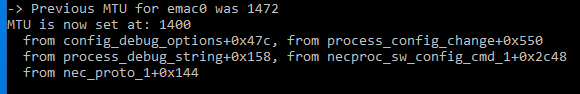 -> Previous MTU for emac0 was 1472
MTU is now set at: 1400
from config_debug_options+0x47c, from process_config_change+0x550
from process_debug_string+0x158, from necproc_sw_config_cmd_1+0x2c48
from nec_proto_1+0x144